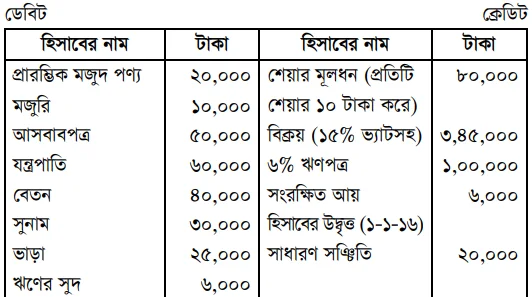 ডেবিট ক্রেডিট
হিসাবের নাম টাকা হিসাবের নাম টাকা
প্রারম্ভিক মজুদ পণ্য ২০,০০০ শেয়ার মূলধন (প্রতিটি ৮০,০০০
মজুরি ১০,০০০ শেয়ার ১০ টাকা করে)
আসবাবপত্র ৫০,০০০ বিক্রয় (১৫% ভ্যাটসহ) ৩,৪৫,০০০
যন্ত্রপাতি ৬০,০০০ ৬% ঋণপত্র ১,০০,০০০
বেতন ৪০,০০০ সংরক্ষিত আয় ৬,০০০
সুনাম ৩০,০০০ হিসাবের উদ্বৃত্ত (১-১-১৬)
ভাড়া ২৫,০০০ সাধারণ সঞ্চিতি ২০,০০০
ঋণের সুদ ৬,০০০